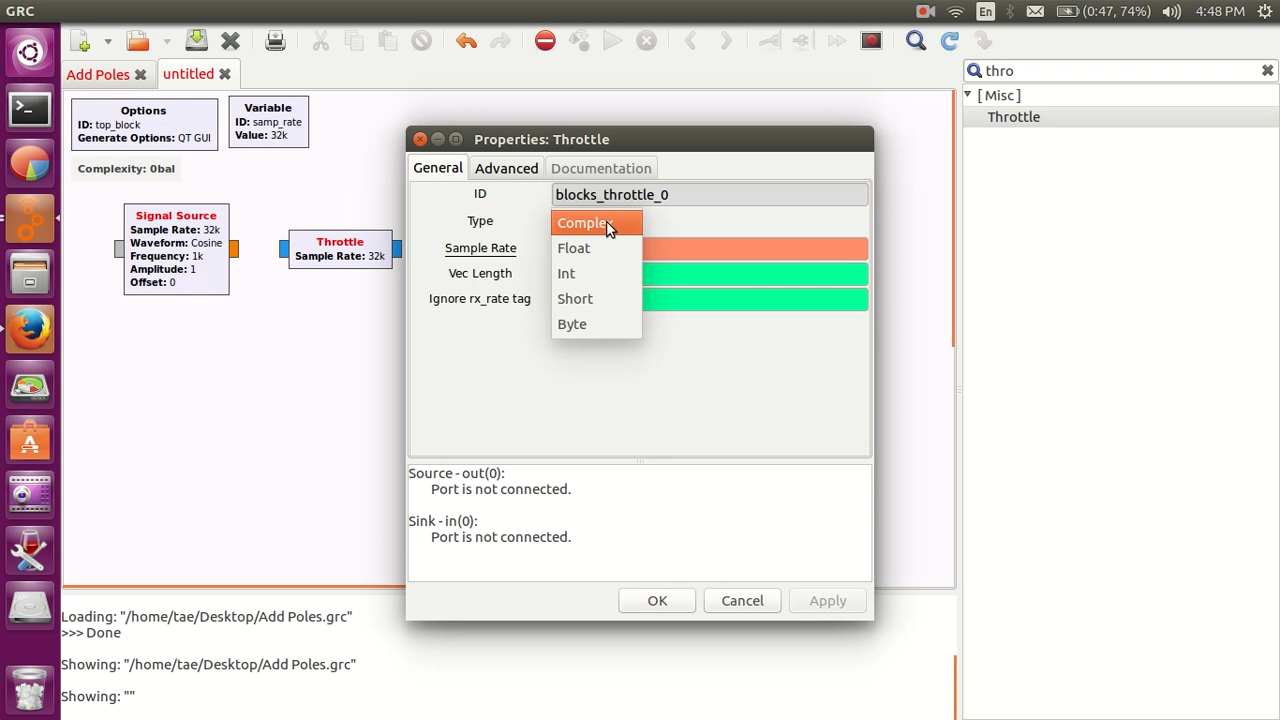 GRC
En
(0:47, 74%)
4:48 PM
Add Poles
untitled
thro
[Misc]
Throttle
Options
ID: top_block
Generate Options: QT GUI
Variable
ID: samp_rate
Value: 32k
Complexity: 0bal
Signal Source
Sample Rate: 32k
Waveform: Cosine
Frequency: 1k
Amplitude: 1
Offset: 0
Throttle
Sample Rate: 32k
Properties: Throttle
General
Advanced
Documentation
ID
blocks_throttle_0
Type
Complex
Sample Rate
Float
Vec Length
Int
Ignore rx_rate tag
Short
Byte
Source - out(0):
Port is not connected.
Sink - in(0):
Port is not connected.
OK
Cancel
Apply
Loading: "/home/tae/Desktop/Add Poles.grc"
>>> Done
Showing: "/home/tae/Desktop/Add Poles.grc"
Showing: ""